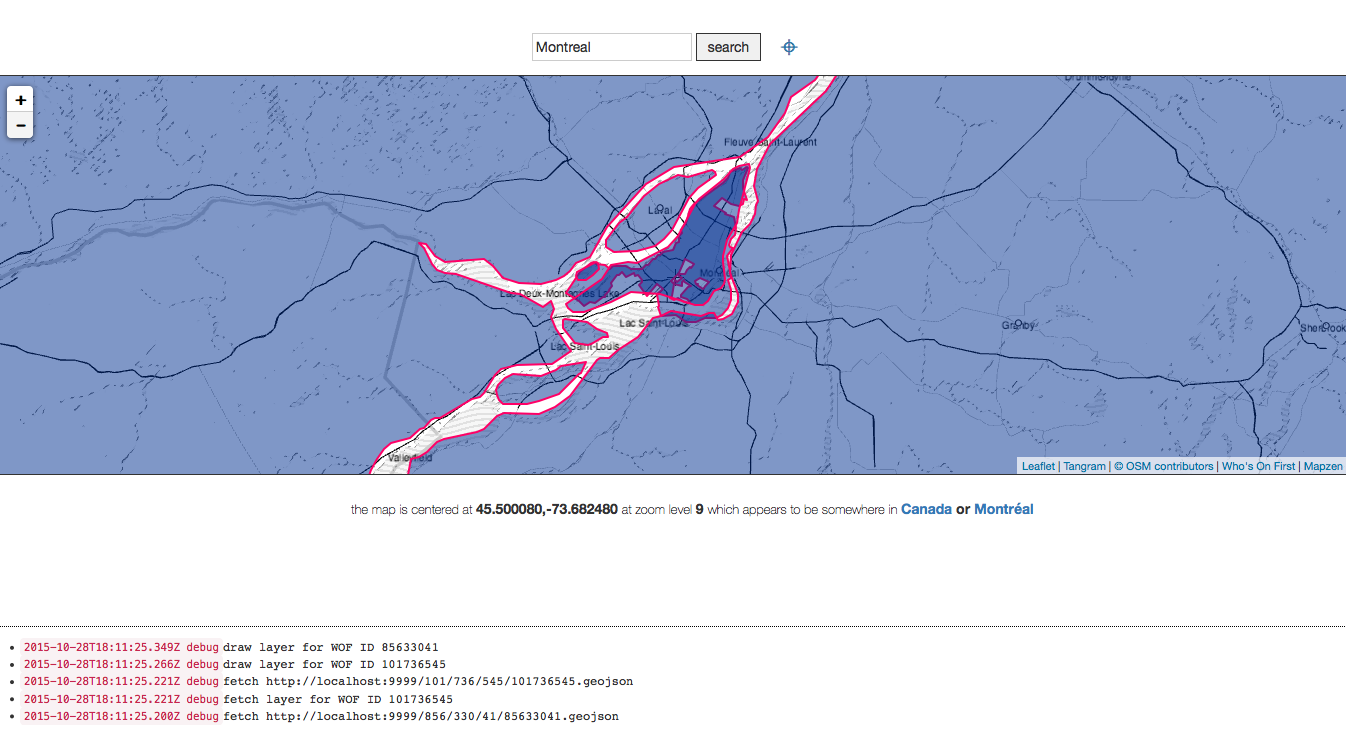 Montreal search
+
−
Drummondville
Fleuve Saint-Laurent
Laval
Montréal
Lac Deux-Montagnes Lake
Lac Saint-Louis
Granby
Sherbrook
Lac Saint-Louis
Valleyfield
Leaflet | Tangram | © OSM contributors | Who's On First | Mapzen
the map is centered at 45.500080,-73.682480 at zoom level 9 which appears to be somewhere in Canada or Montréal
• 2015-10-28T18:11:25.349Z debug draw layer for WOF ID 85633041
• 2015-10-28T18:11:25.266Z debug draw layer for WOF ID 101736545
• 2015-10-28T18:11:25.221Z debug fetch http://localhost:9999/101/736/545/101736545.geojson
• 2015-10-28T18:11:25.221Z debug fetch layer for WOF ID 101736545
• 2015-10-28T18:11:25.200Z debug fetch http://localhost:9999/856/330/41/85633041.geojson